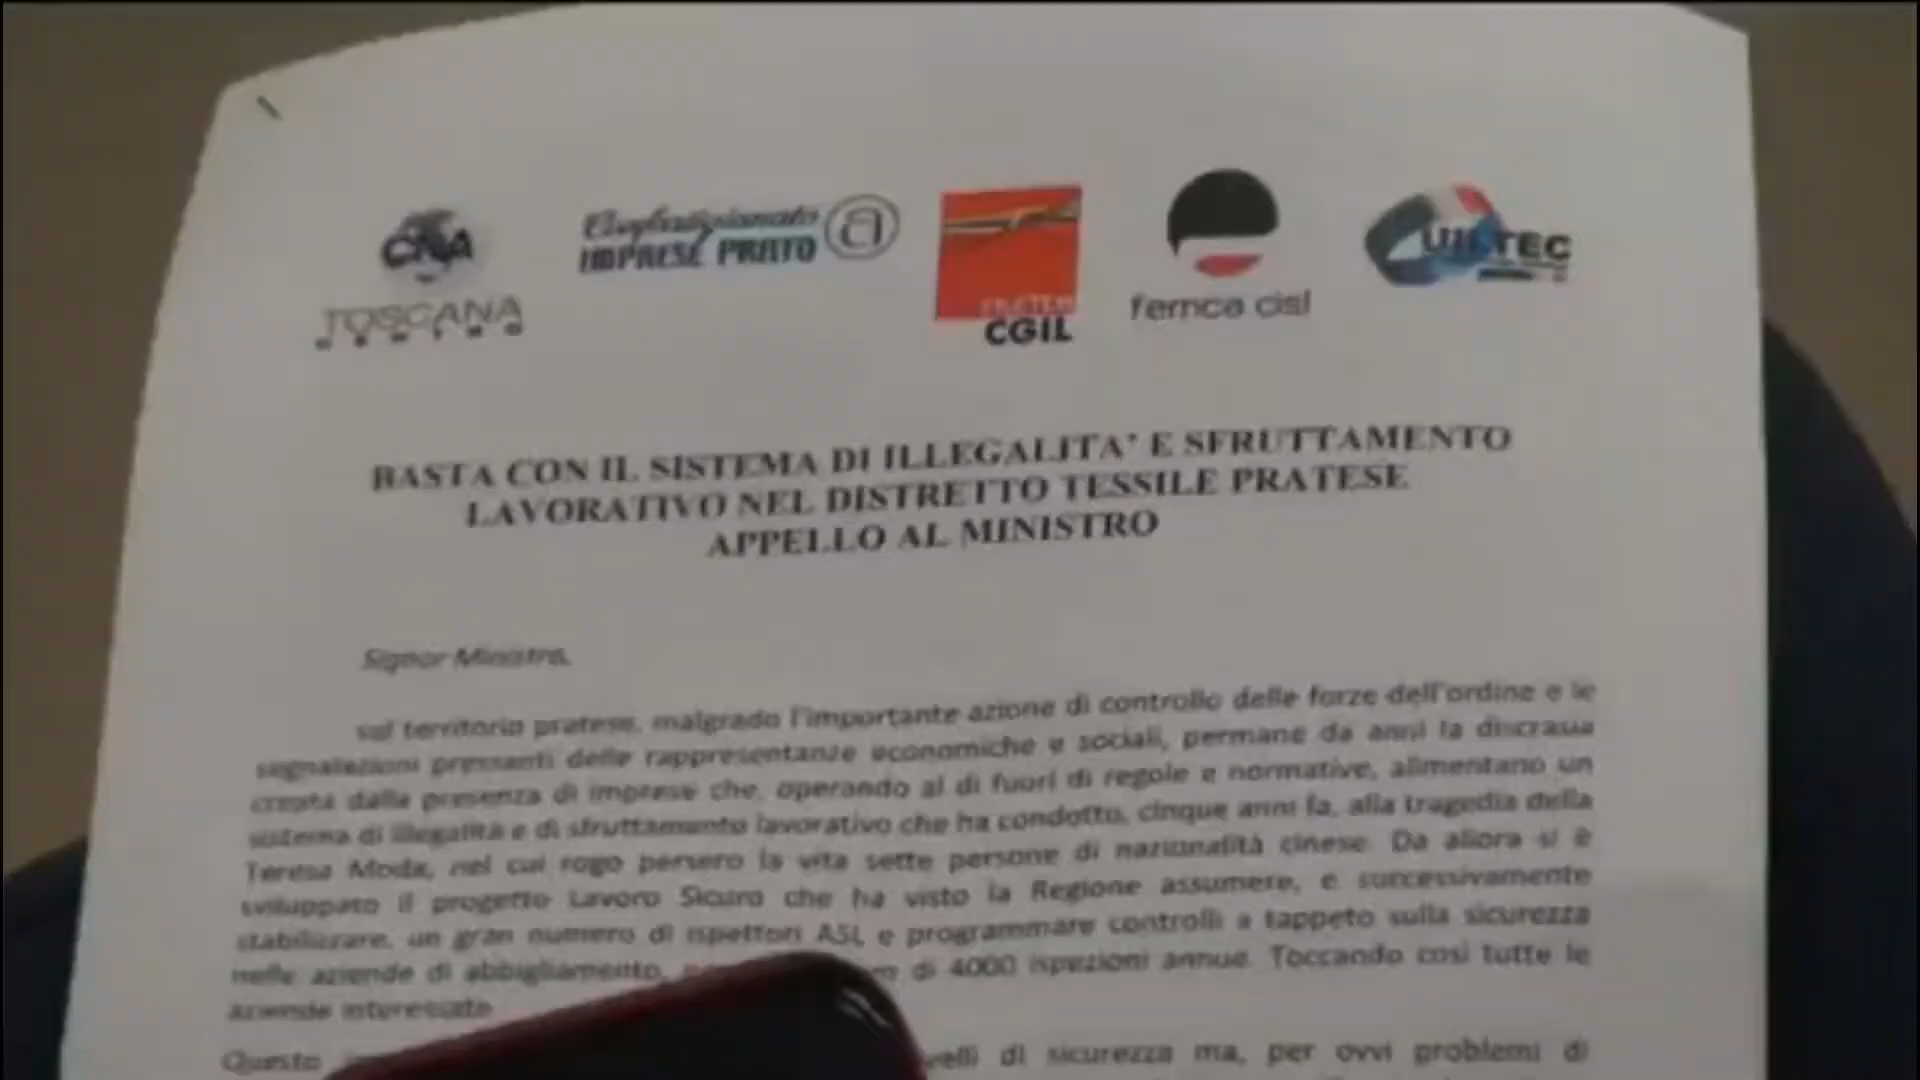 CNA
TOSCANA
CENTRO
Confartigianato
IMPRESE PRATO
FILCTEM
CGIL
femca cisl
UILTEC
BASTA CON IL SISTEMA DI ILLEGALITA' E SFRUTTAMENTO
LAVORATIVO NEL DISTRETTO TESSILE PRATESE
APPELLO AL MINISTRO
Signor Ministro,
sul territorio pratese, malgrado l'importante azione di controllo delle forze dell'ordine e le
segnalazioni pressanti delle rappresentanze economiche e sociali, permane da anni la discrasia
creata dalla presenza di imprese che, operando al di fuori di regole e normative, alimentano un
sistema di illegalità e di sfruttamento lavorativo che ha condotto, cinque anni fa, alla tragedia della
Teresa Moda, nel cui rogo persero la vita sette persone di nazionalità cinese. Da allora si è
sviluppato il progetto Lavoro Sicuro che ha visto la Regione assumere, e successivamente
stabilizzare, un gran numero di ispettori ASL e programmare controlli a tappeto sulla sicurezza
nelle aziende di abbigliamento, di 4000 ispezioni annue. Toccando così tutte le
aziende interessate
Questo velli di sicurezza ma, per ovvi problemi di